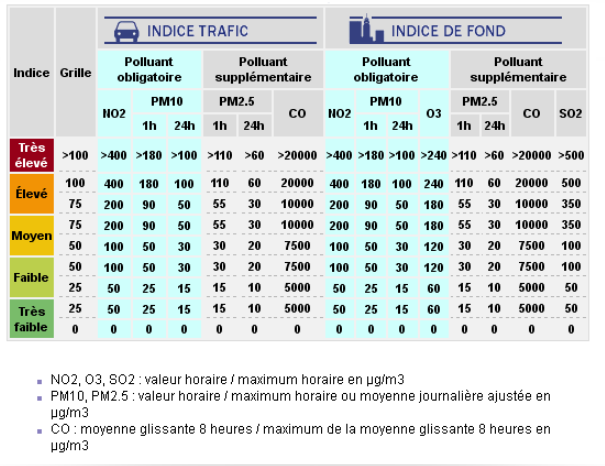 INDICE TRAFIC INDICE DE FOND
Indice Grille Polluant obligatoire Polluant supplémentaire Polluant obligatoire Polluant supplémentaire
NO2 PM10 PM2.5 CO NO2 PM10 O3 PM2.5 CO SO2
1h 24h 1h 24h 1h 24h 1h 24h
Très élevé >100 >400 >180 >100 >110 >60 >20000 >400 >180 >100 >240 >110 >60 >20000 >500
Élevé 100 400 180 100 110 60 20000 400 180 100 240 110 60 20000 500
75 200 90 50 55 30 10000 200 90 50 180 55 30 10000 350
Moyen 75 200 90 50 55 30 10000 200 90 50 180 55 30 10000 350
50 100 50 30 30 20 7500 100 50 30 120 30 20 7500 100
Faible 50 100 50 30 30 20 7500 100 50 30 120 30 20 7500 100
25 50 25 15 15 10 5000 50 25 15 60 15 10 5000 50
Très faible 25 50 25 15 15 10 5000 50 25 15 60 15 10 5000 50
0 0 0 0 0 0 0 0 0 0 0 0 0 0 0
NO2, O3, SO2 : valeur horaire / maximum horaire en µg/m3
PM10, PM2.5 : valeur horaire / maximum horaire ou moyenne journalière ajustée en
µg/m3
CO : moyenne glissante 8 heures / maximum de la moyenne glissante 8 heures en
µg/m3